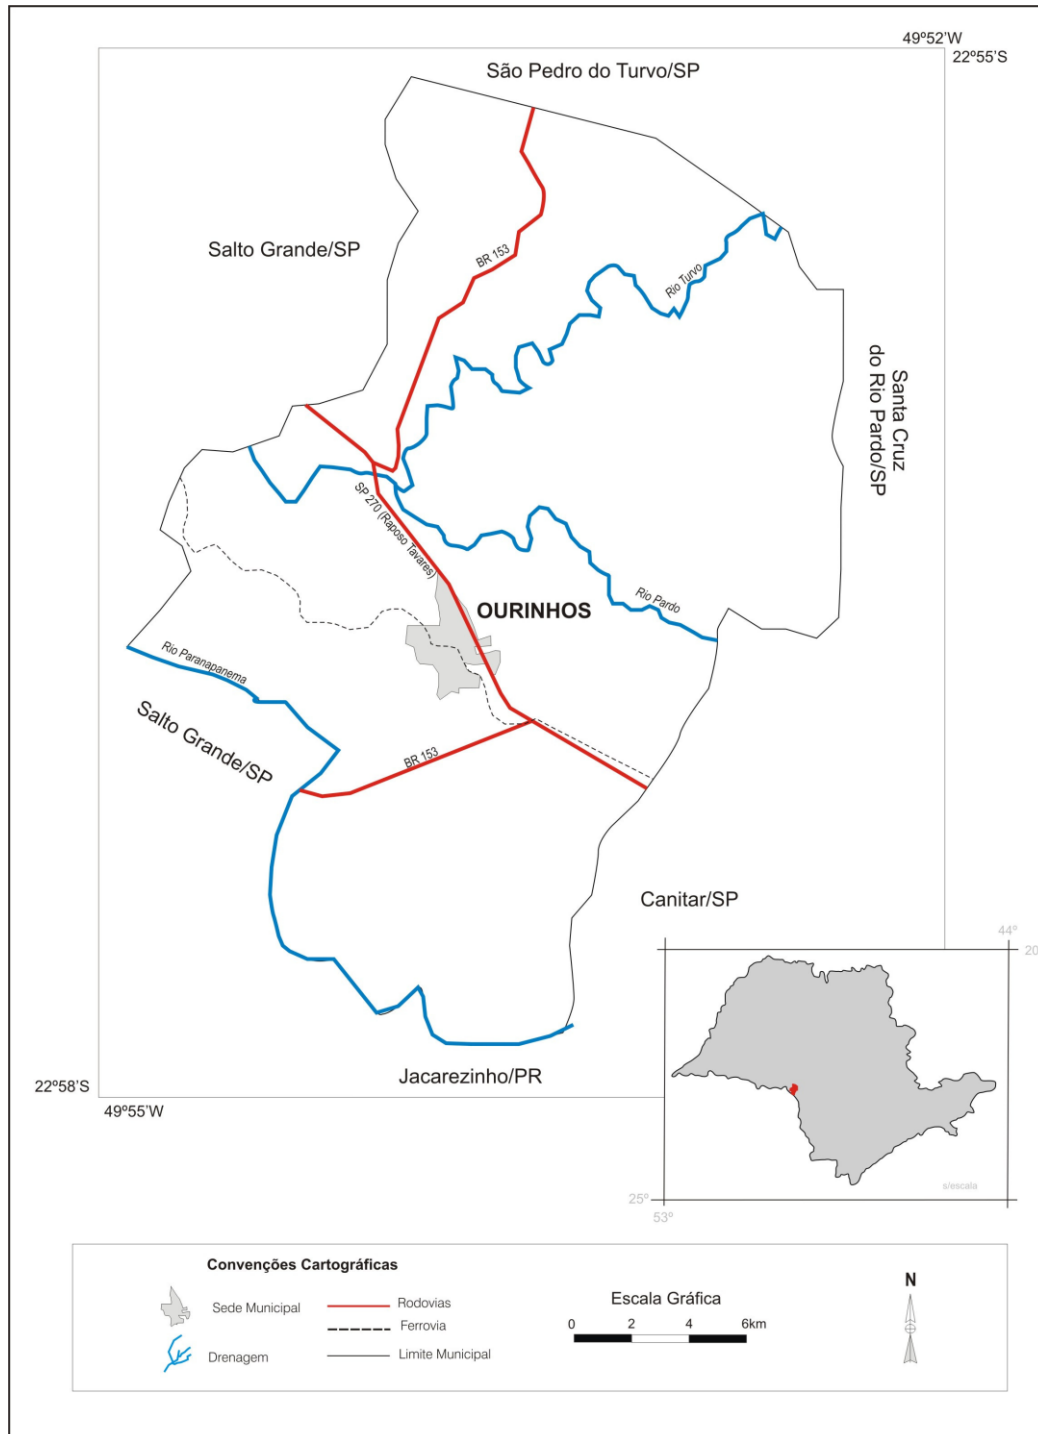 49º52'W
22º55'S
São Pedro do Turvo/SP
Salto Grande/SP
BR 153
Rio Turvo
Santa Cruz
do Rio Pardo/SP
SP 270 (Raposo Tavares)
OURINHOS
Rio Pardo
Rio Paranapanema
Salto Grande/SP
BR 153
Canitar/SP
44º
20
Jacarezinho/PR
22º58'S
49º55'W
s/escala
25º
53º
Convenções Cartográficas
Sede Municipal
Rodovias
Ferrovia
Drenagem
Limite Municipal
Escala Gráfica
0 2 4 6km
N